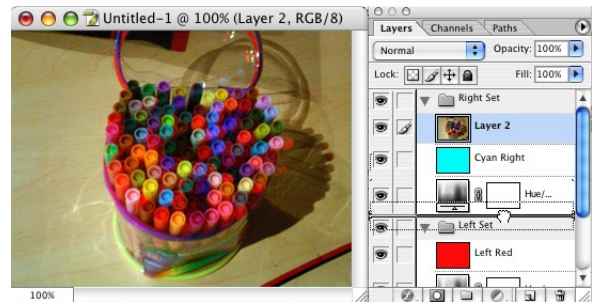 Untitled-1 @ 100% (Layer 2, RGB/8)
100%
Layers Channels Paths
Normal Opacity: 100%
Lock: Fill: 100%
Right Set
Layer 2
Cyan Right
Hue/...
Left Set
Left Red